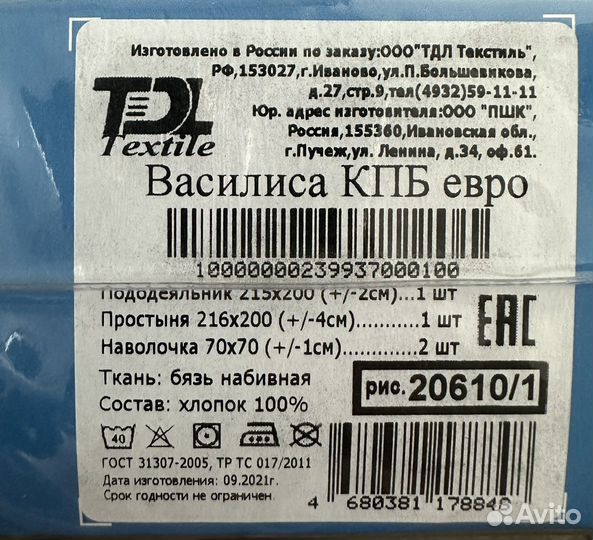 Изготовлено в России по заказу:ООО"ТДЛ Текстиль",
РФ,153027,г.Иваново,ул.П.Большевикова,
д.27,стр.9,тел(4932)59-11-11
Юр. адрес изготовителя:ООО "ПШК",
Россия,155360,Ивановская обл.,
г.Пучеж,ул. Ленина, д.34, оф.61.
TDL
Textile
Василиса КПБ евро
10000000239937000100
Пододеяльник 215х200 (+/-2см)...1 шт
Простыня 216х200 (+/-4см)...........1 шт
Наволочка 70х70 (+/-1см)............2 шт
EAC
Ткань: бязь набивная
Состав: хлопок 100%
рис.20610/1
40
ГОСТ 31307-2005, ТР ТС 017/2011
Дата изготовления: 09.2021г.
Срок годности не ограничен.
4 680381 17884
Avito